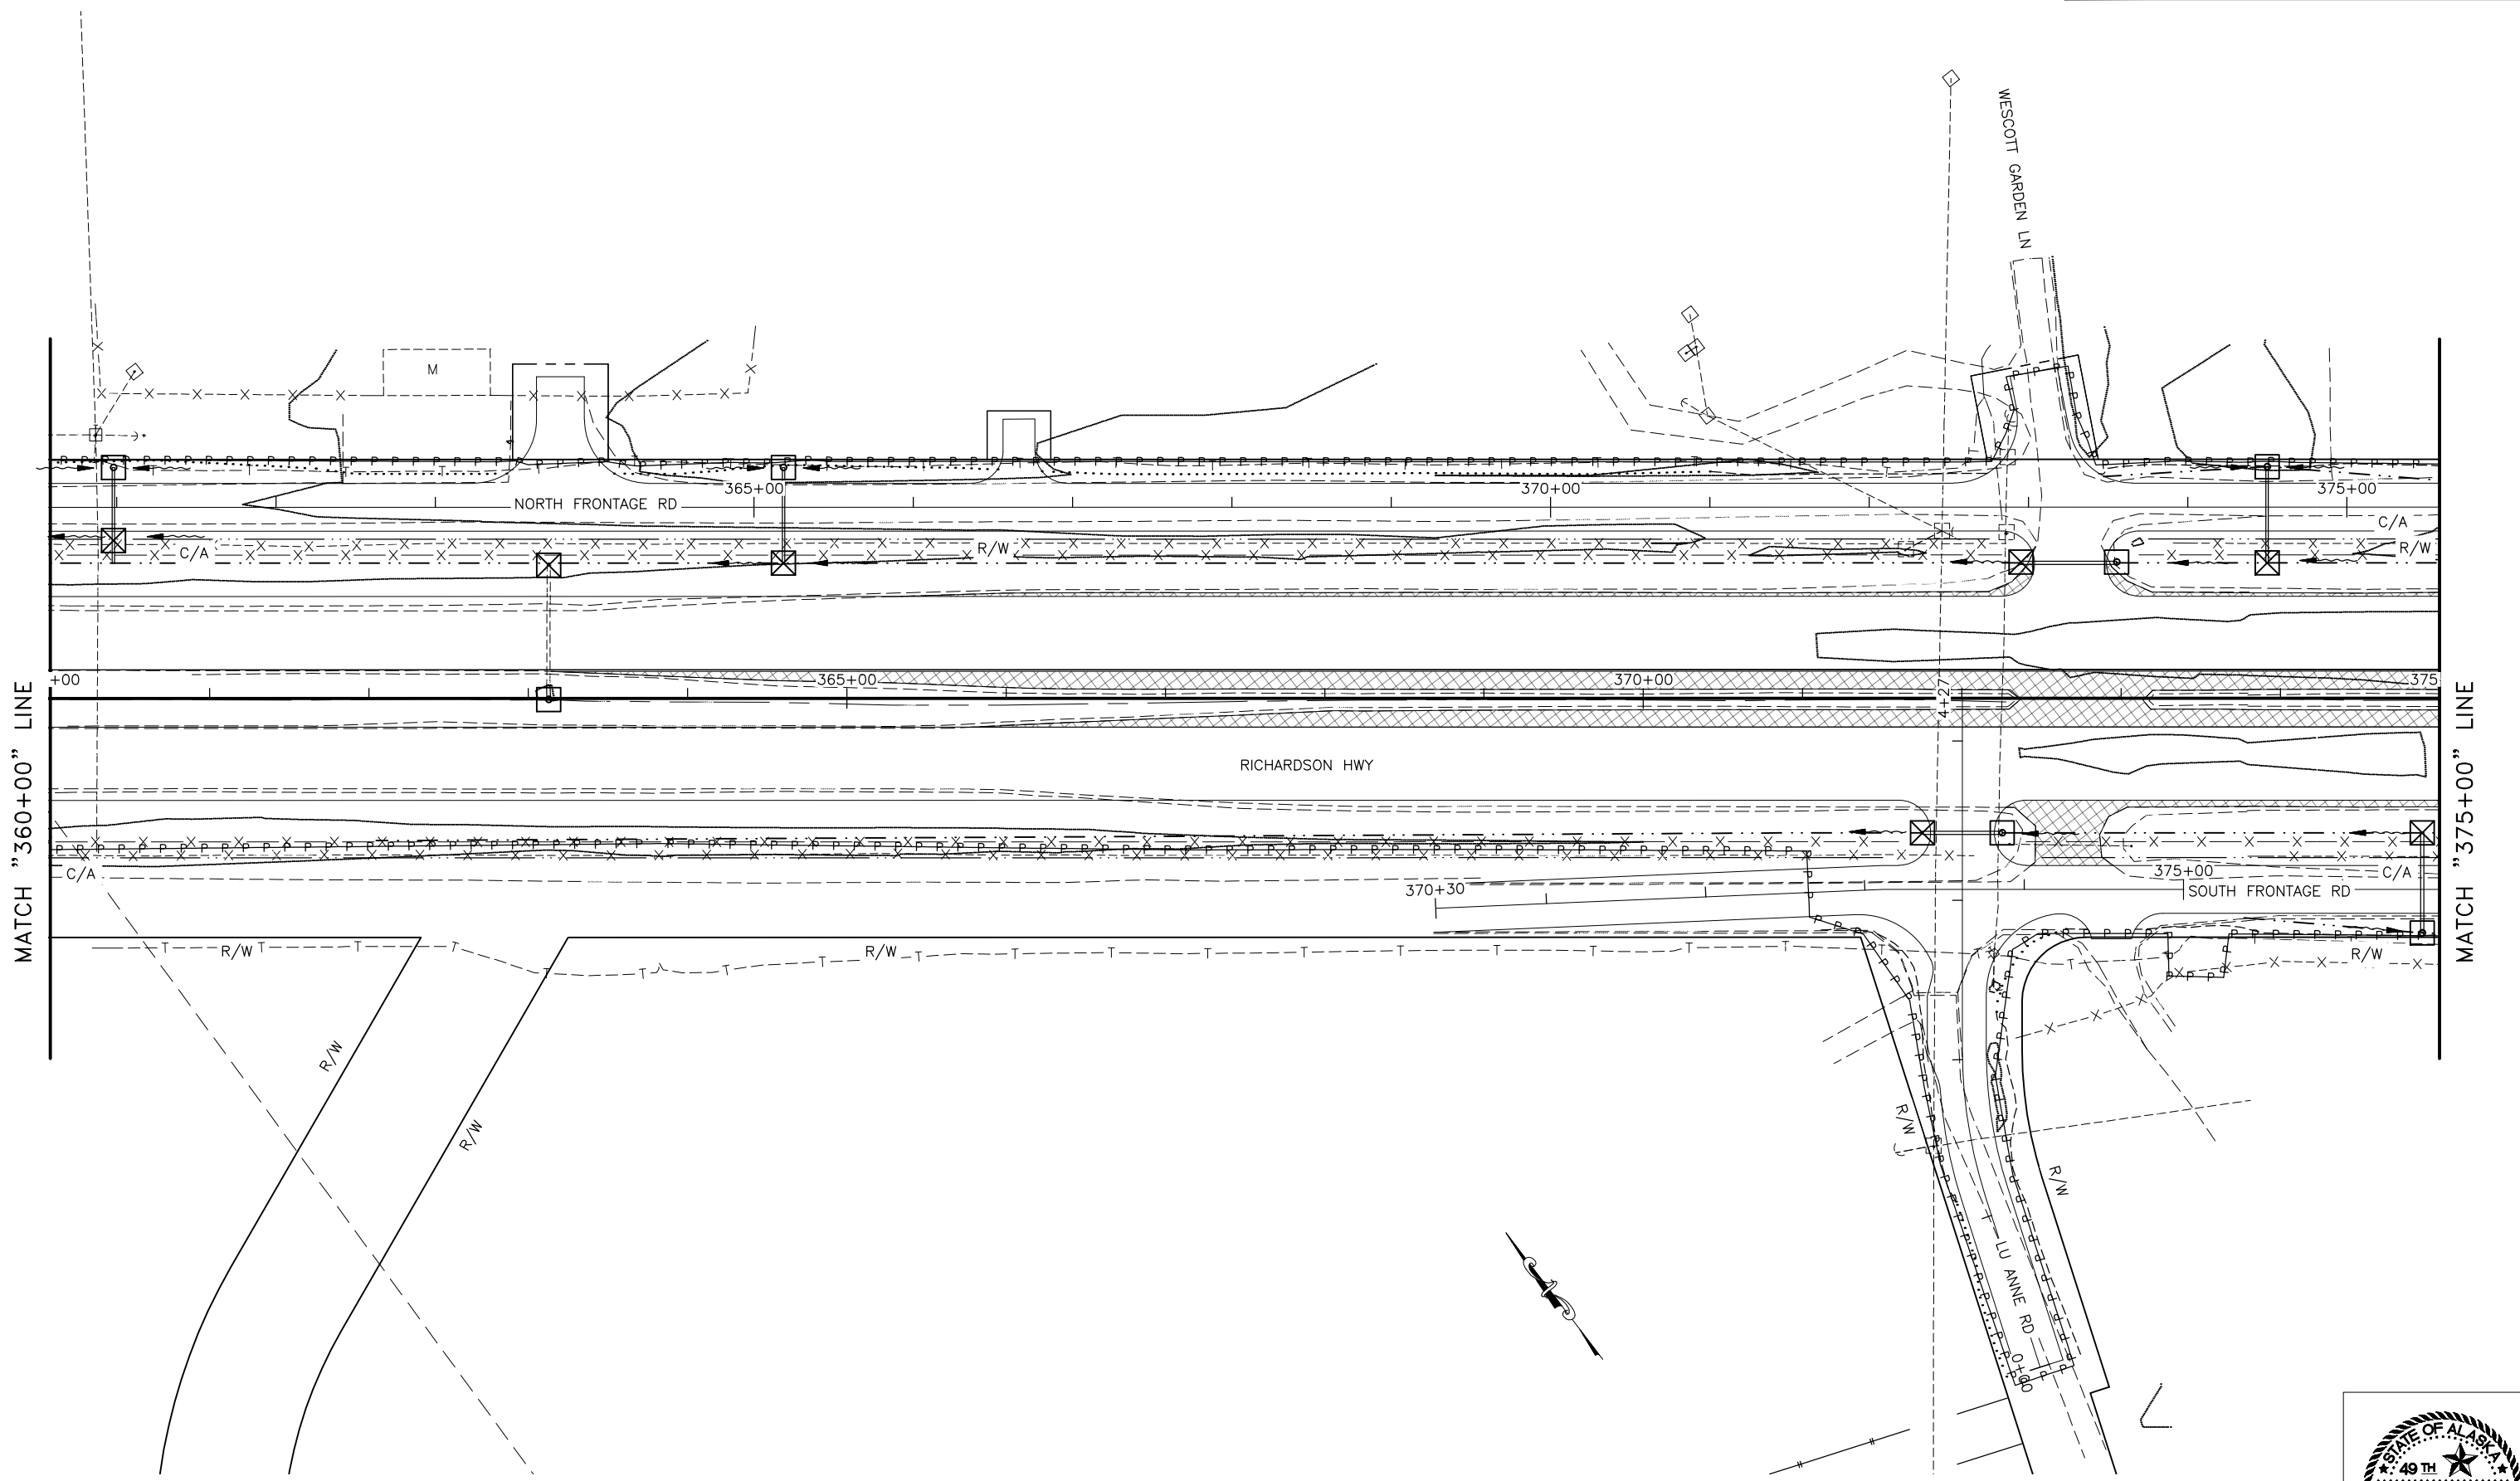 WESCOTT GARDEN LN
M
365+00
370+00
375+00
NORTH FRONTAGE RD
C/A
R/W
C/A
R/W
+00
365+00
370+00
375
4+27
MATCH "360+00" LINE
MATCH "375+00" LINE
RICHARDSON HWY
C/A
370+30
375+00
C/A
SOUTH FRONTAGE RD
R/W
R/W
R/W
R/W
R/W
R/W
R/W
LU ANNE RD
0+00
STATE OF ALASKA
49 TH